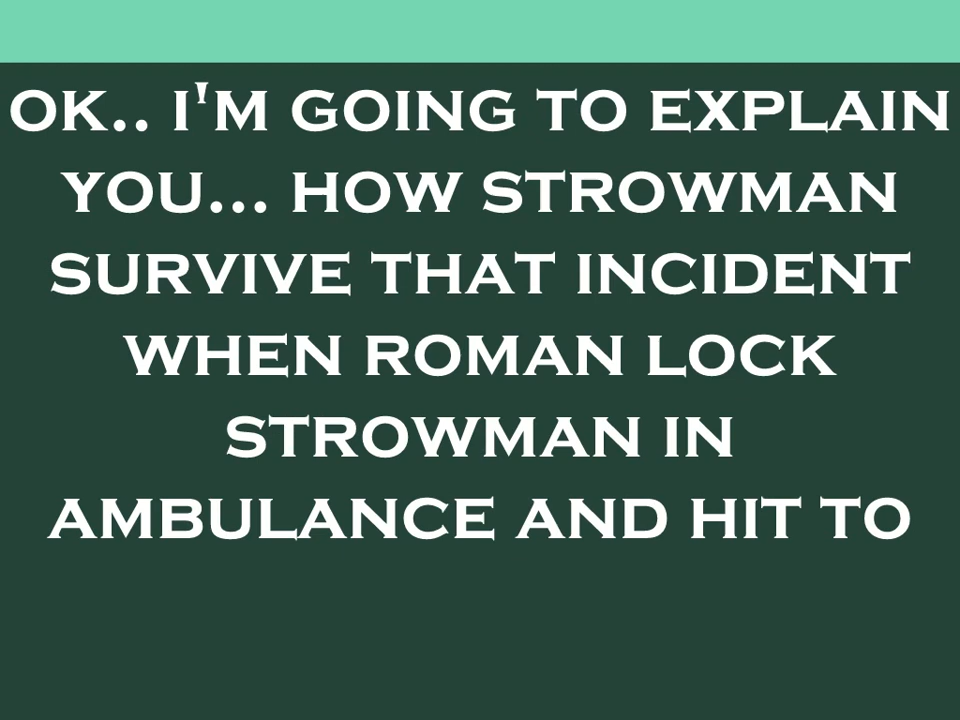 OK.. I'M GOING TO EXPLAIN
YOU... HOW STROWMAN
SURVIVE THAT INCIDENT
WHEN ROMAN LOCK
STROWMAN IN
AMBULANCE AND HIT TO